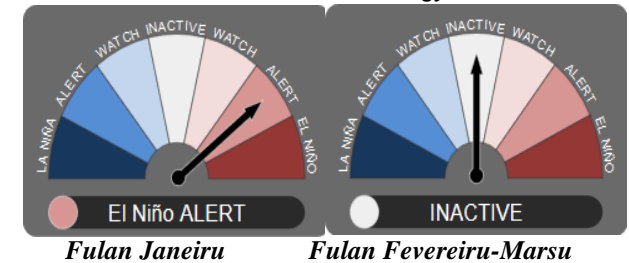 LA NIÑA ALERT WATCH INACTIVE WATCH ALERT EL NIÑO
El Niño ALERT
LA NIÑA ALERT WATCH INACTIVE WATCH ALERT EL NIÑO
INACTIVE
Fulan Janeiru
Fulan Fevereiru-Marsu